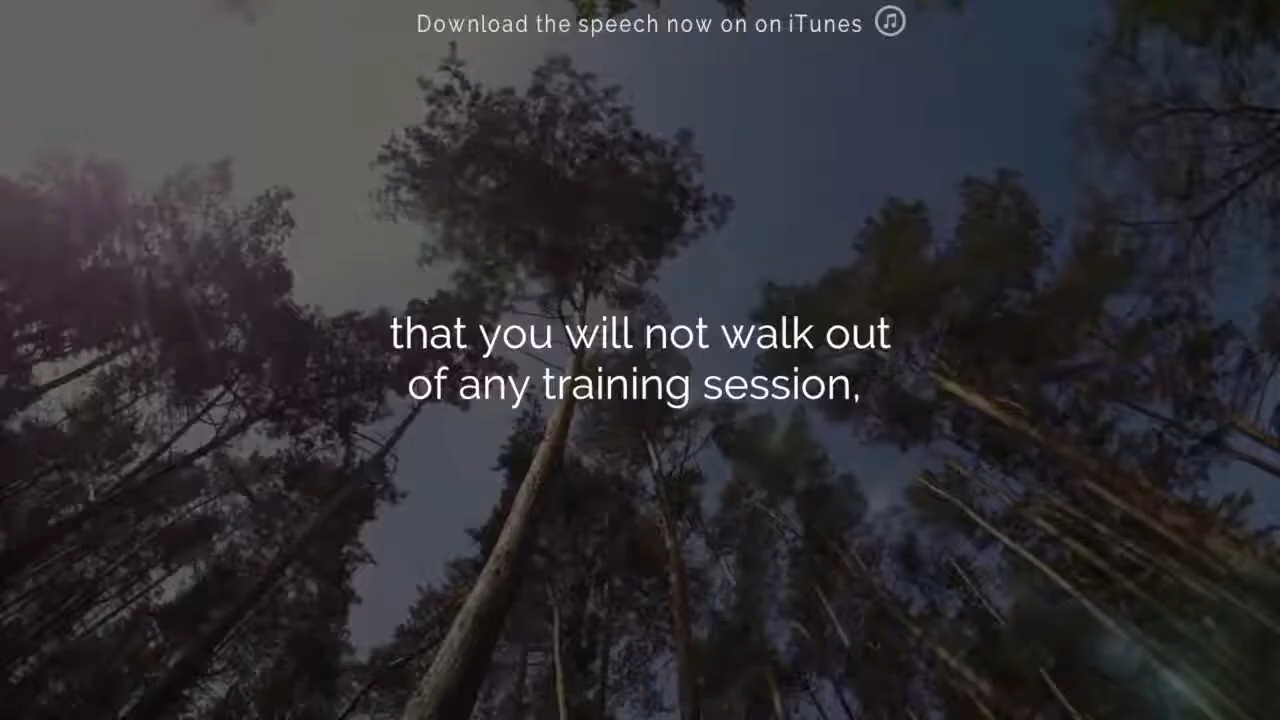 Download the speech now on on iTunes
that you will not walk out
of any training session,